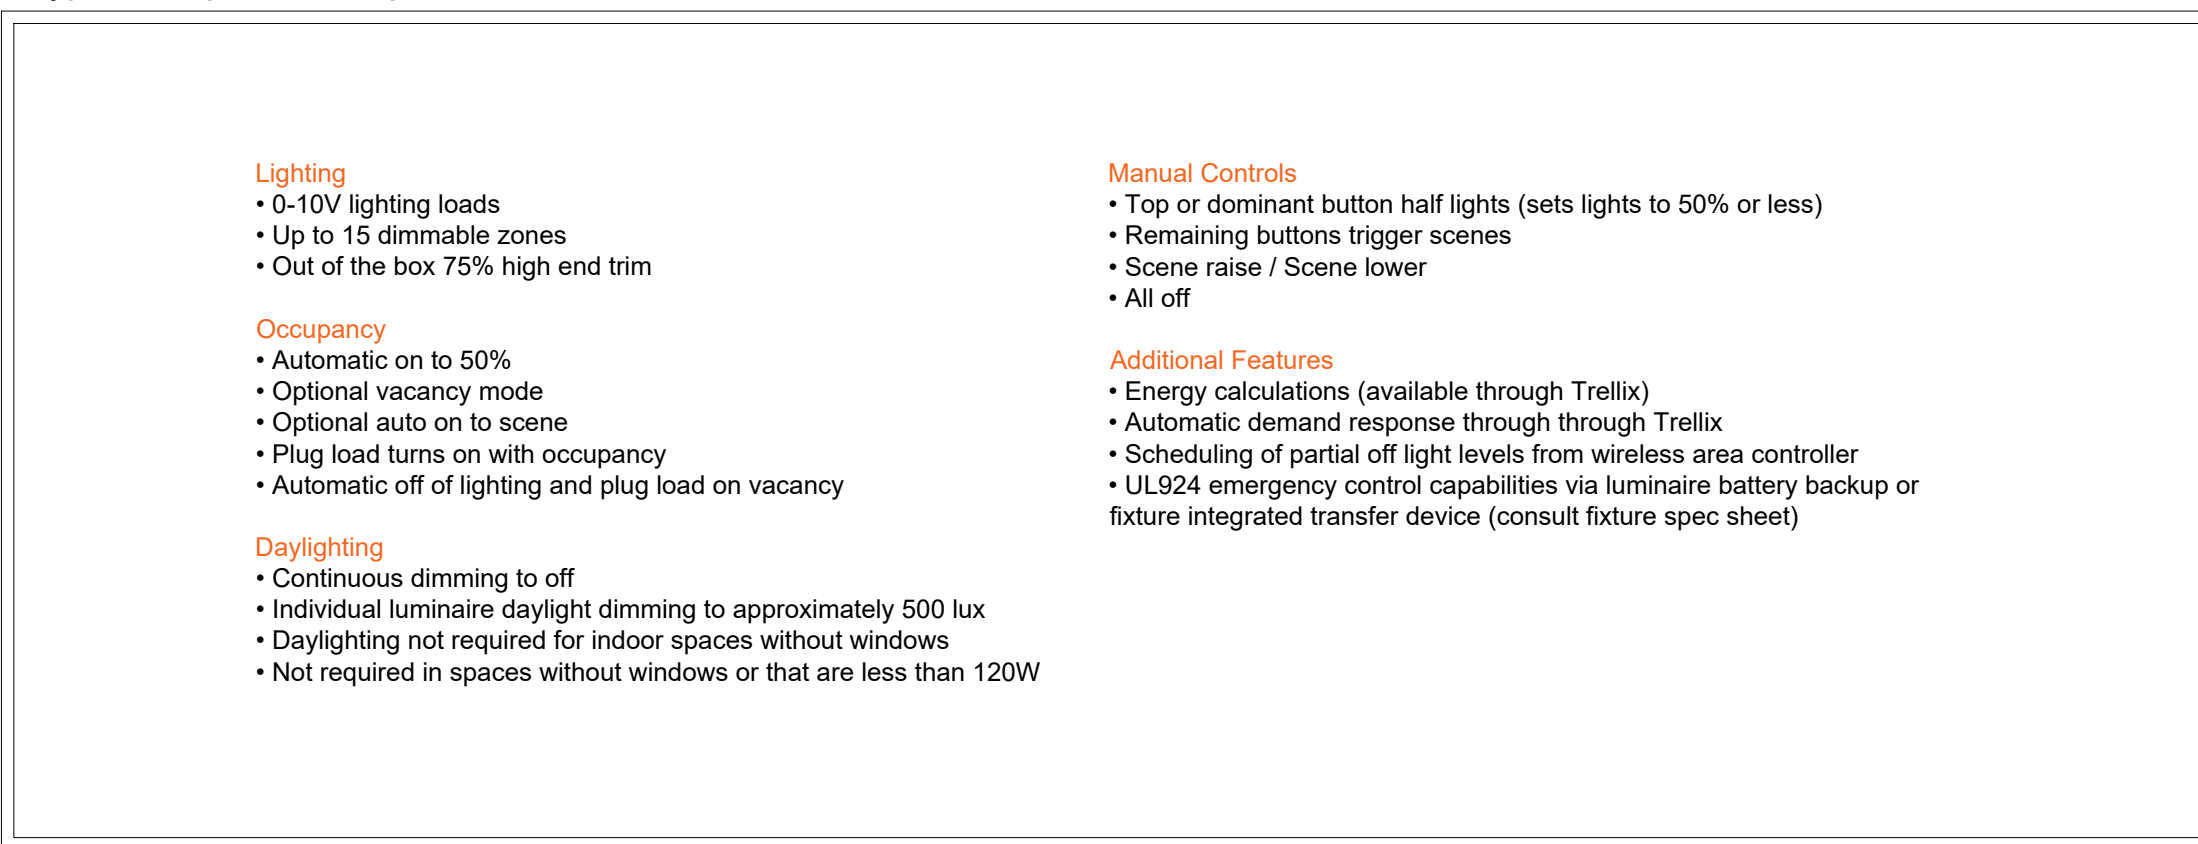 Lighting
• 0-10V lighting loads
• Up to 15 dimmable zones
• Out of the box 75% high end trim
Occupancy
• Automatic on to 50%
• Optional vacancy mode
• Optional auto on to scene
• Plug load turns on with occupancy
• Automatic off of lighting and plug load on vacancy
Daylighting
• Continuous dimming to off
• Individual luminaire daylight dimming to approximately 500 lux
• Daylighting not required for indoor spaces without windows
• Not required in spaces without windows or that are less than 120W
Manual Controls
• Top or dominant button half lights (sets lights to 50% or less)
• Remaining buttons trigger scenes
• Scene raise / Scene lower
• All off
Additional Features
• Energy calculations (available through Trellix)
• Automatic demand response through through Trellix
• Scheduling of partial off light levels from wireless area controller
• UL924 emergency control capabilities via luminaire battery backup or
fixture integrated transfer device (consult fixture spec sheet)